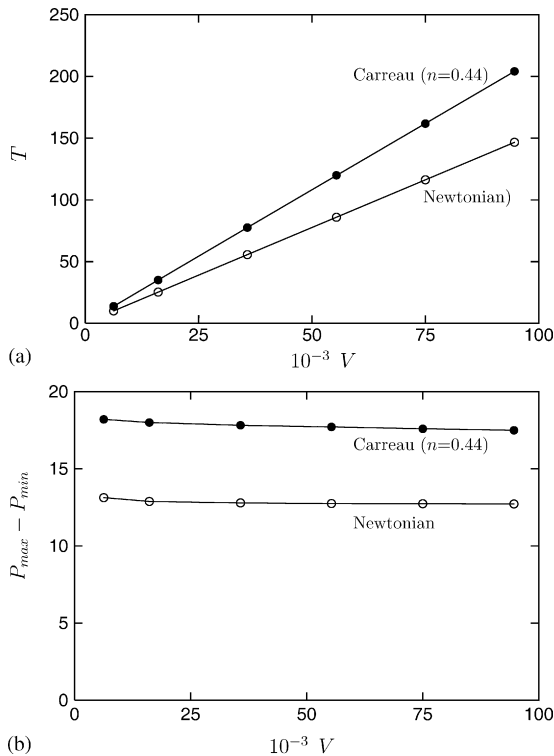 250
200
150
100
50
0
T
Carreau (n=0.44)
Newtonian)
0 25 50 75 100
10⁻³ V
(a)
20
15
10
5
0
P_max − P_min
Carreau (n=0.44)
Newtonian
0 25 50 75 100
10⁻³ V
(b)